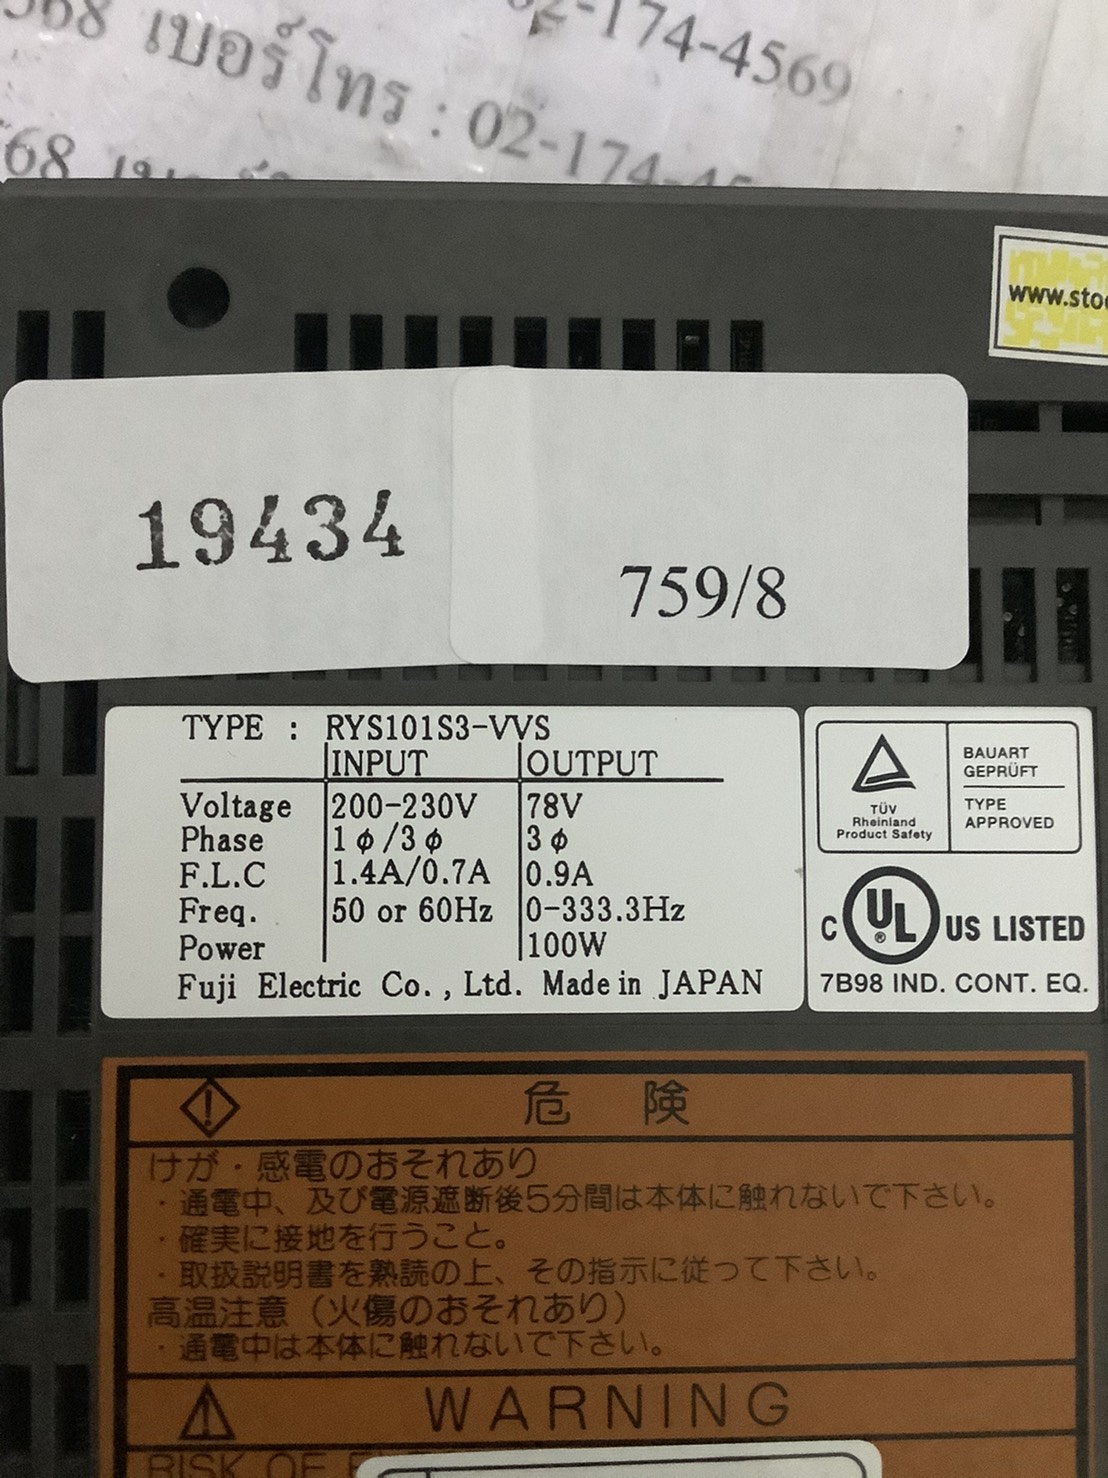 02-174-4569
568 เบอร์โทร : 02-174-45
568
www.stoc
19434
759/8
TYPE : RYS101S3-VVS
INPUT OUTPUT
Voltage 200-230V 78V
Phase 1ϕ/3ϕ 3ϕ
F.L.C 1.4A/0.7A 0.9A
Freq. 50 or 60Hz 0-333.3Hz
Power 100W
Fuji Electric Co., Ltd. Made in JAPAN
TÜV
Rheinland
Product Safety
BAUART
GEPRÜFT
TYPE
APPROVED
C UL ® US LISTED
7B98 IND. CONT. EQ.
危 険
けが・感電のおそれあり
・通電中、及び電源遮断後5分間は本体に触れないで下さい。
・確実に接地を行うこと。
・取扱説明書を熟読の上、その指示に従って下さい。
高温注意（火傷のおそれあり）
・通電中は本体に触れないで下さい。
WARNING
RISK OF